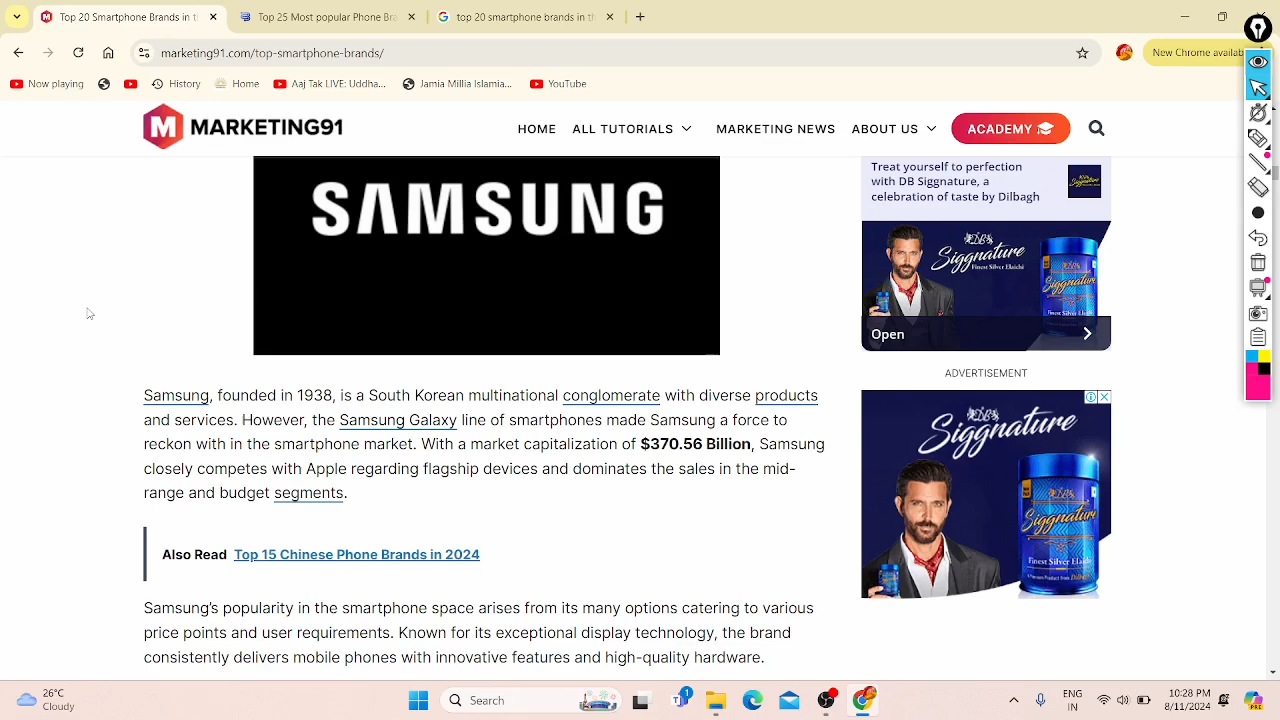 Top 20 Smartphone Brands in t
Top 25 Most popular Phone Bra
top 20 smartphone brands in the
marketing91.com/top-smartphone-brands/
New Chrome availab
Now playing
History
Home
Aaj Tak LIVE: Uddha...
Jamia Millia Islamia...
YouTube
M MARKETING91
HOME
ALL TUTORIALS
MARKETING NEWS
ABOUT US
ACADEMY
SAMSUNG
Treat yourself to perfection
with DB Siggnature, a
celebration of taste by Dilbagh
Siggnature
Finest Silver Elaichi
Siggnature
Open
ADVERTISEMENT
Samsung, founded in 1938, is a South Korean multinational conglomerate with diverse products
and services. However, the Samsung Galaxy line of smartphones made Samsung a force to
reckon with in the smartphone market. With a market capitalization of $370.56 Billion, Samsung
closely competes with Apple regarding flagship devices and dominates the sales in the mid-
range and budget segments.
Siggnature
Siggnature
Finest Silver Elaichi
Also Read Top 15 Chinese Phone Brands in 2024
Samsung's popularity in the smartphone space arises from its many options catering to various
price points and user requirements. Known for its exceptional display technology, the brand
consistently delivers mobile phones with innovative features and high-quality hardware.
26°C
Cloudy
Search
1
ENG
IN
10:28 PM
8/11/2024